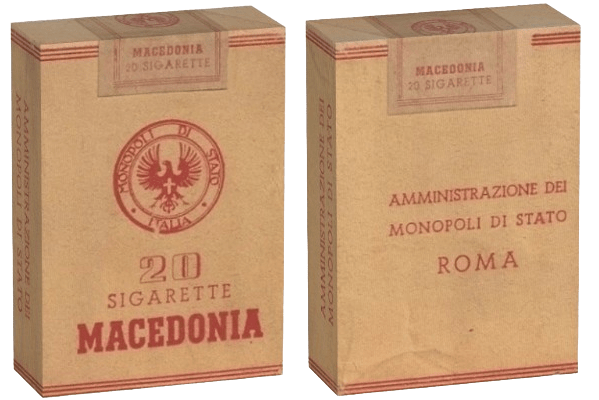 MACEDONIA
20 SIGARETTE
MONOPOLI DI STATO
ITALIA
20
SIGARETTE
MACEDONIA
AMMINISTRAZIONE DEI
MONOPOLI DI STATO
MACEDONIA
20 SIGARETTE
AMMINISTRAZIONE DEI
MONOPOLI DI STATO
ROMA
AMMINISTRAZIONE DEI
MONOPOLI DI STATO